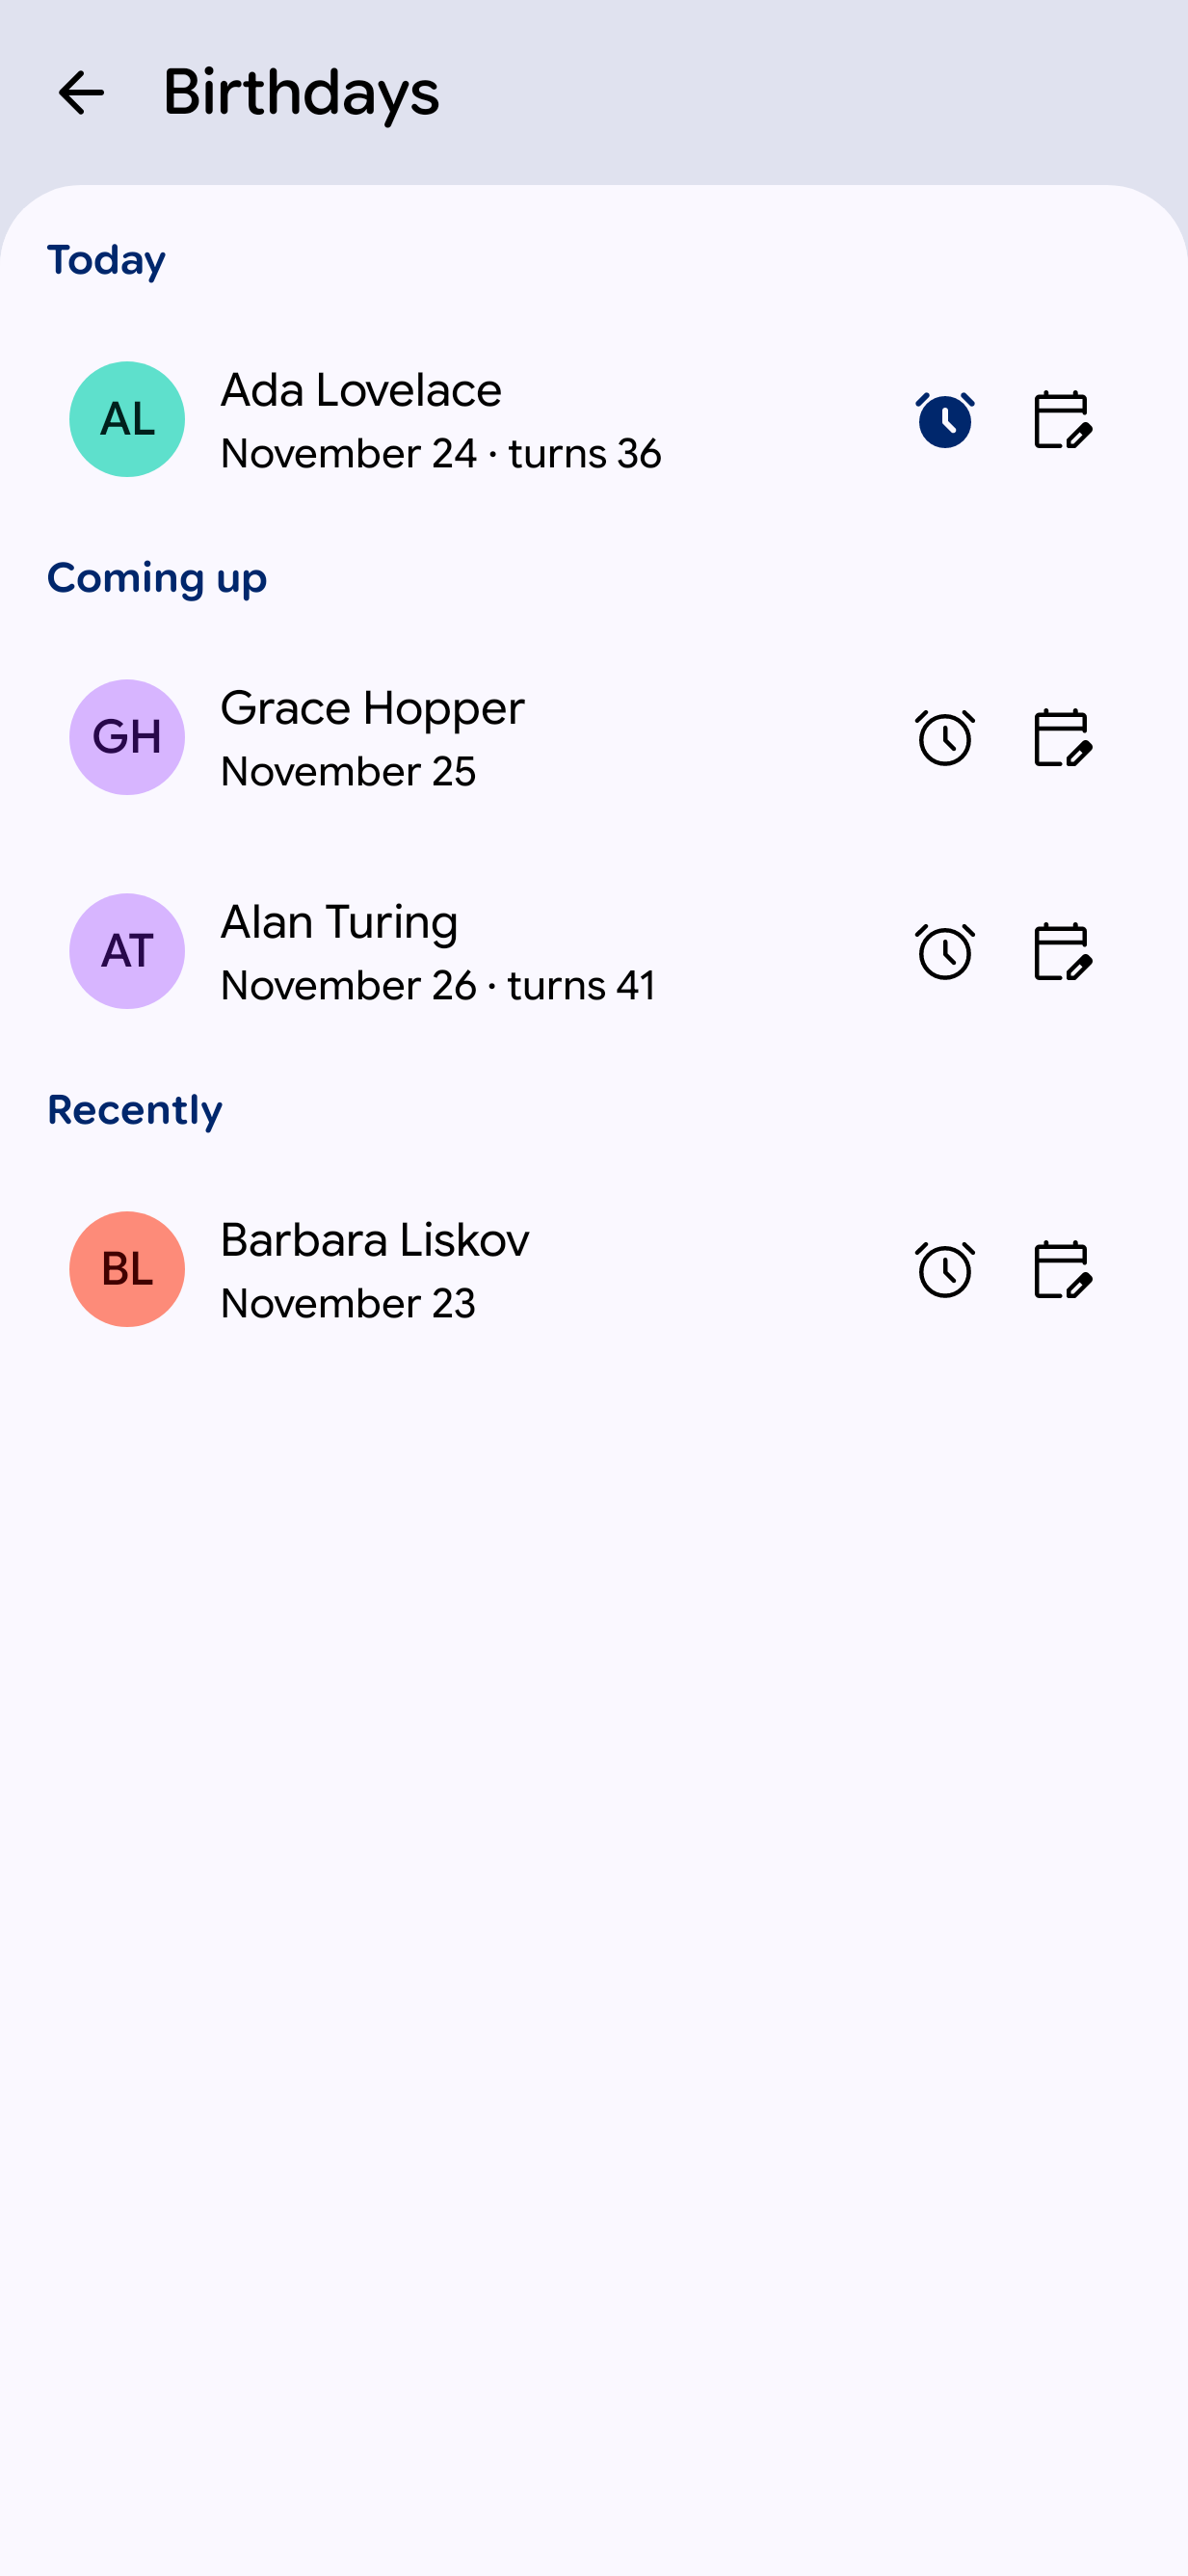 Birthdays
Today
AL
Ada Lovelace
November 24 · turns 36
Coming up
GH
Grace Hopper
November 25
AT
Alan Turing
November 26 · turns 41
Recently
BL
Barbara Liskov
November 23